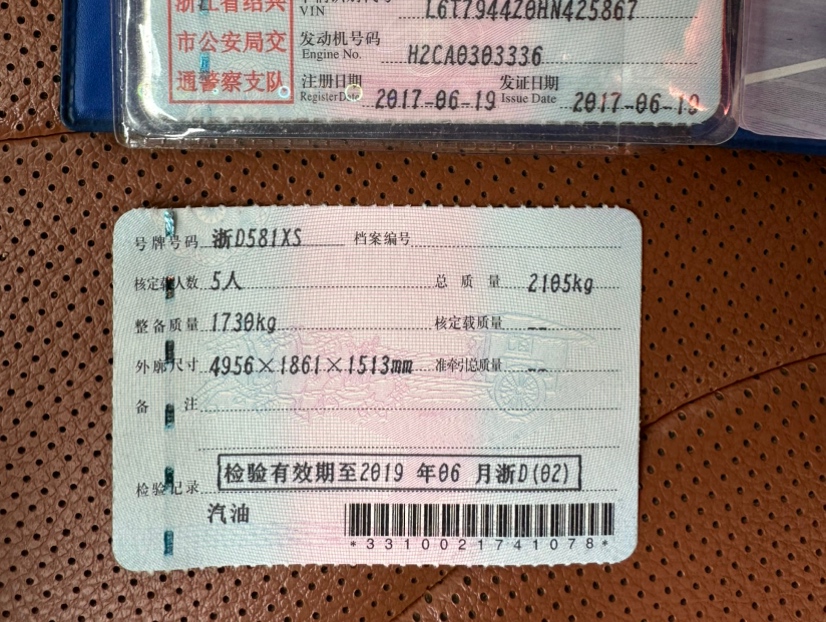 浙江省绍兴
市公安局交
通警察支队
VIN L6T7944Z0HN425867
发动机号码 Engine No. H2CA0303336
注册日期 Register Date 2017-06-19 发证日期 Issue Date 2017-06-19
号牌号码 浙D581XS 档案编号
核定载人数 5人 总质量 2105kg
整备质量 1730kg 核定载质量 --
外廓尺寸 4956×1861×1513mm 准牵引总质量 --
备注
检验记录 检验有效期至2019 年06 月浙D(02)
汽油
*3310021741078*